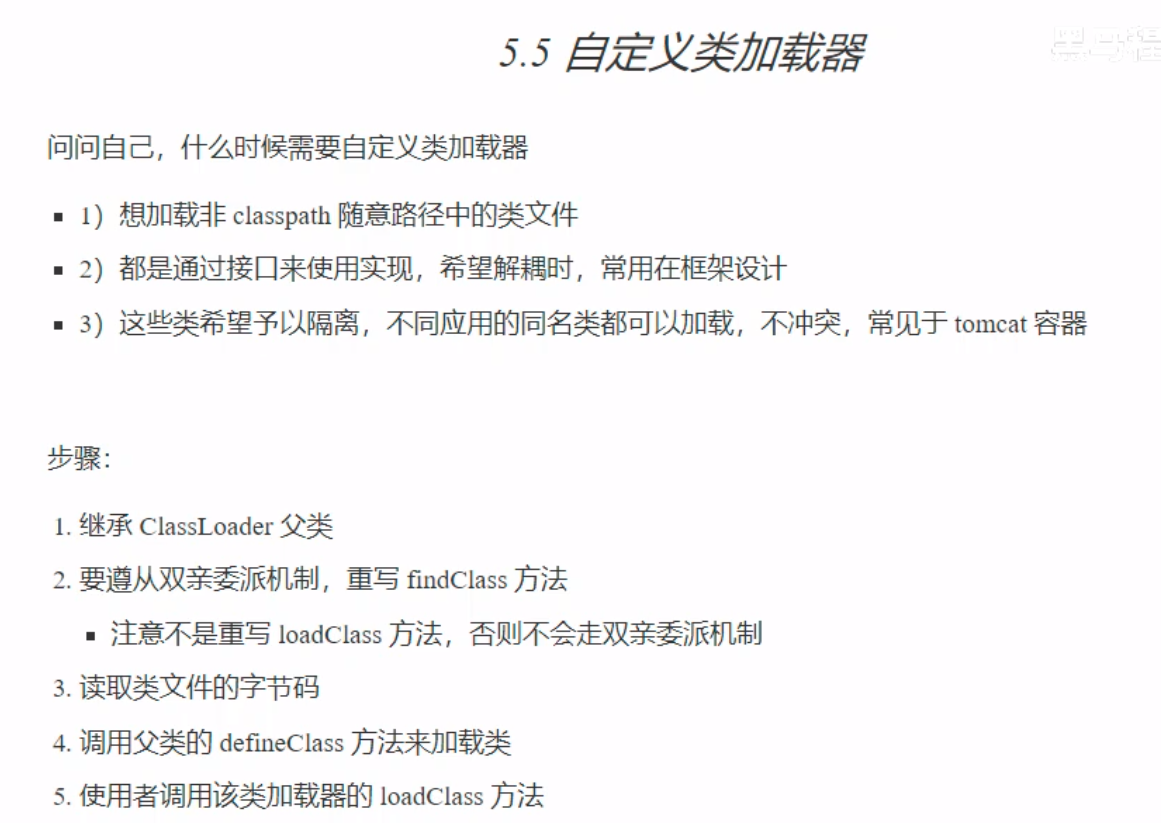 5.5 自定义类加载器
问问自己，什么时候需要自定义类加载器
1）想加载非 classpath 随意路径中的类文件
2）都是通过接口来使用实现，希望解耦时，常用在框架设计
3）这些类希望予以隔离，不同应用的同名类都可以加载，不冲突，常见于 tomcat 容器
步骤：
1. 继承 ClassLoader 父类
2. 要遵从双亲委派机制，重写 findClass 方法
注意不是重写 loadClass 方法，否则不会走双亲委派机制
3. 读取类文件的字节码
4. 调用父类的 defineClass 方法来加载类
5. 使用者调用该类加载器的 loadClass 方法